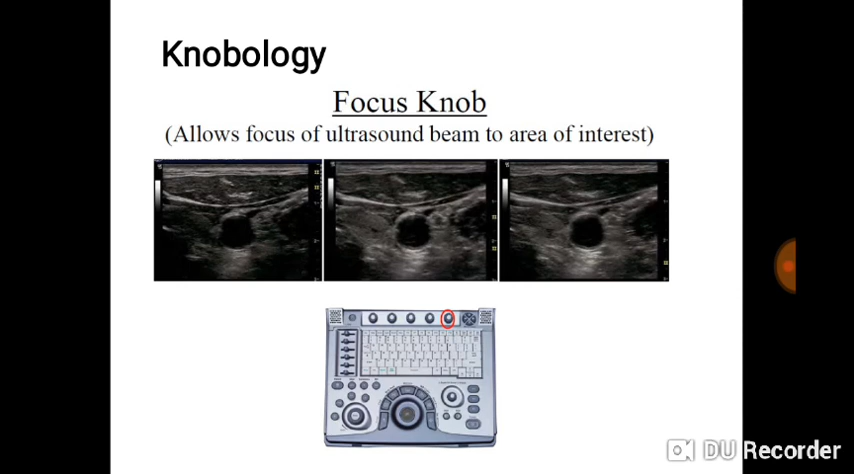 Knobology
Focus Knob
(Allows focus of ultrasound beam to area of interest)
DU Recorder